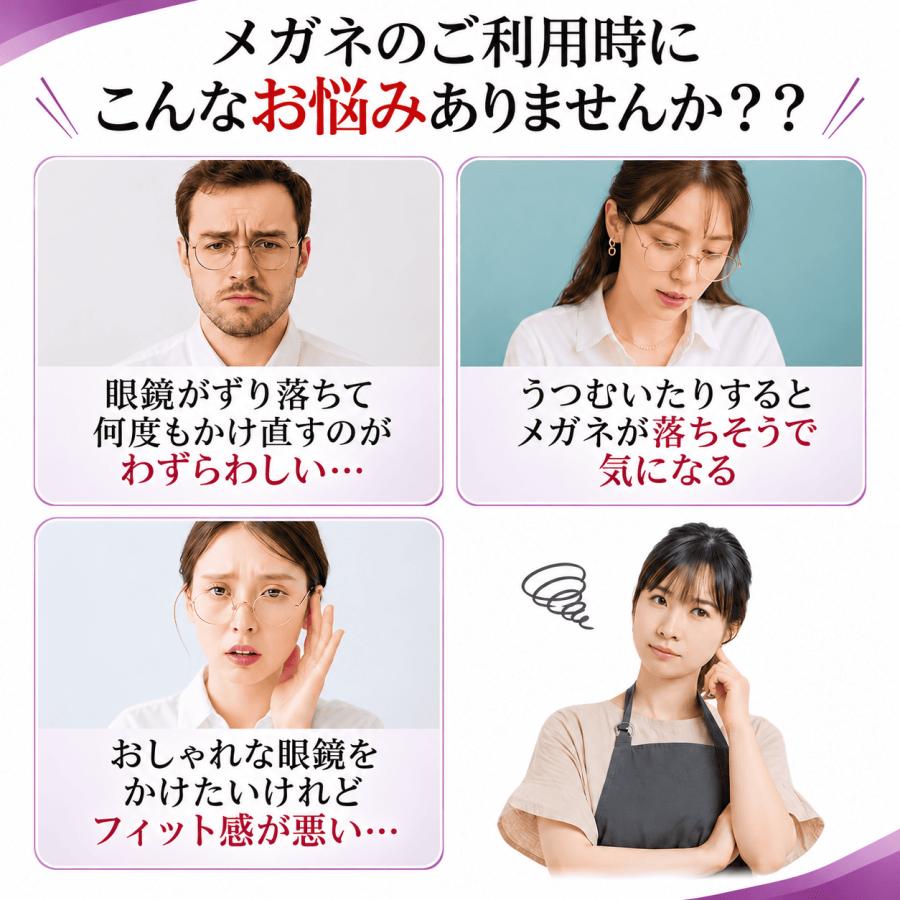 メガネのご利用時に
こんなお悩みありませんか？？
眼鏡がずり落ちて
何度もかけ直すのが
わずらわしい…
うつむいたりすると
メガネが落ちそうで
気になる
おしゃれな眼鏡を
かけたいけれど
フィット感が悪い…